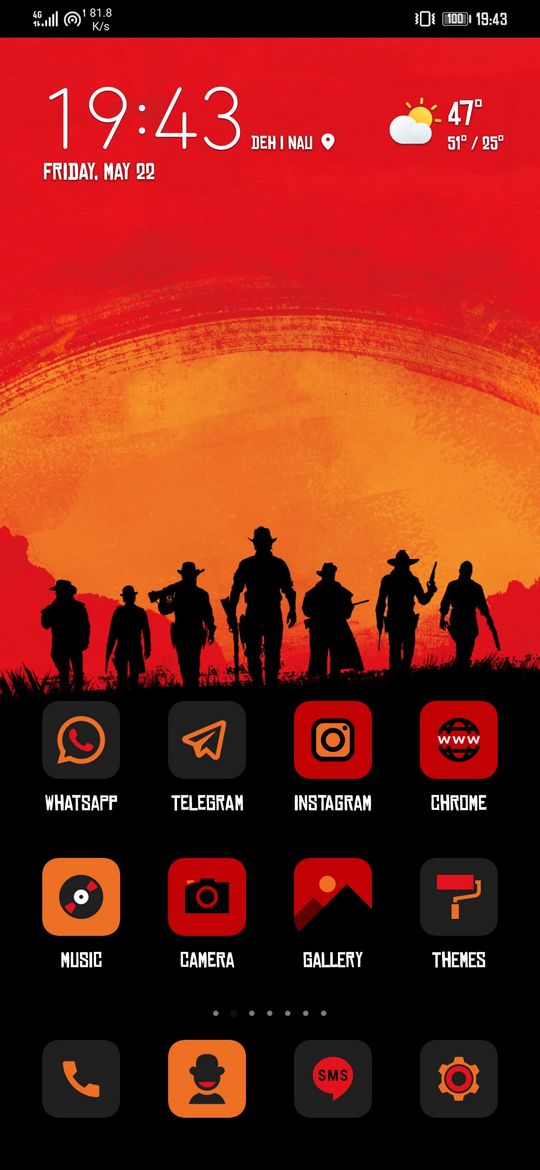 4G
1 81.8
K/s
100
19:43
19:43
DEH I NAU
47°
51° / 25°
FRIDAY, MAY 22
WHATSAPP
TELEGRAM
INSTAGRAM
WWW
CHROME
MUSIC
CAMERA
GALLERY
THEMES
SMS